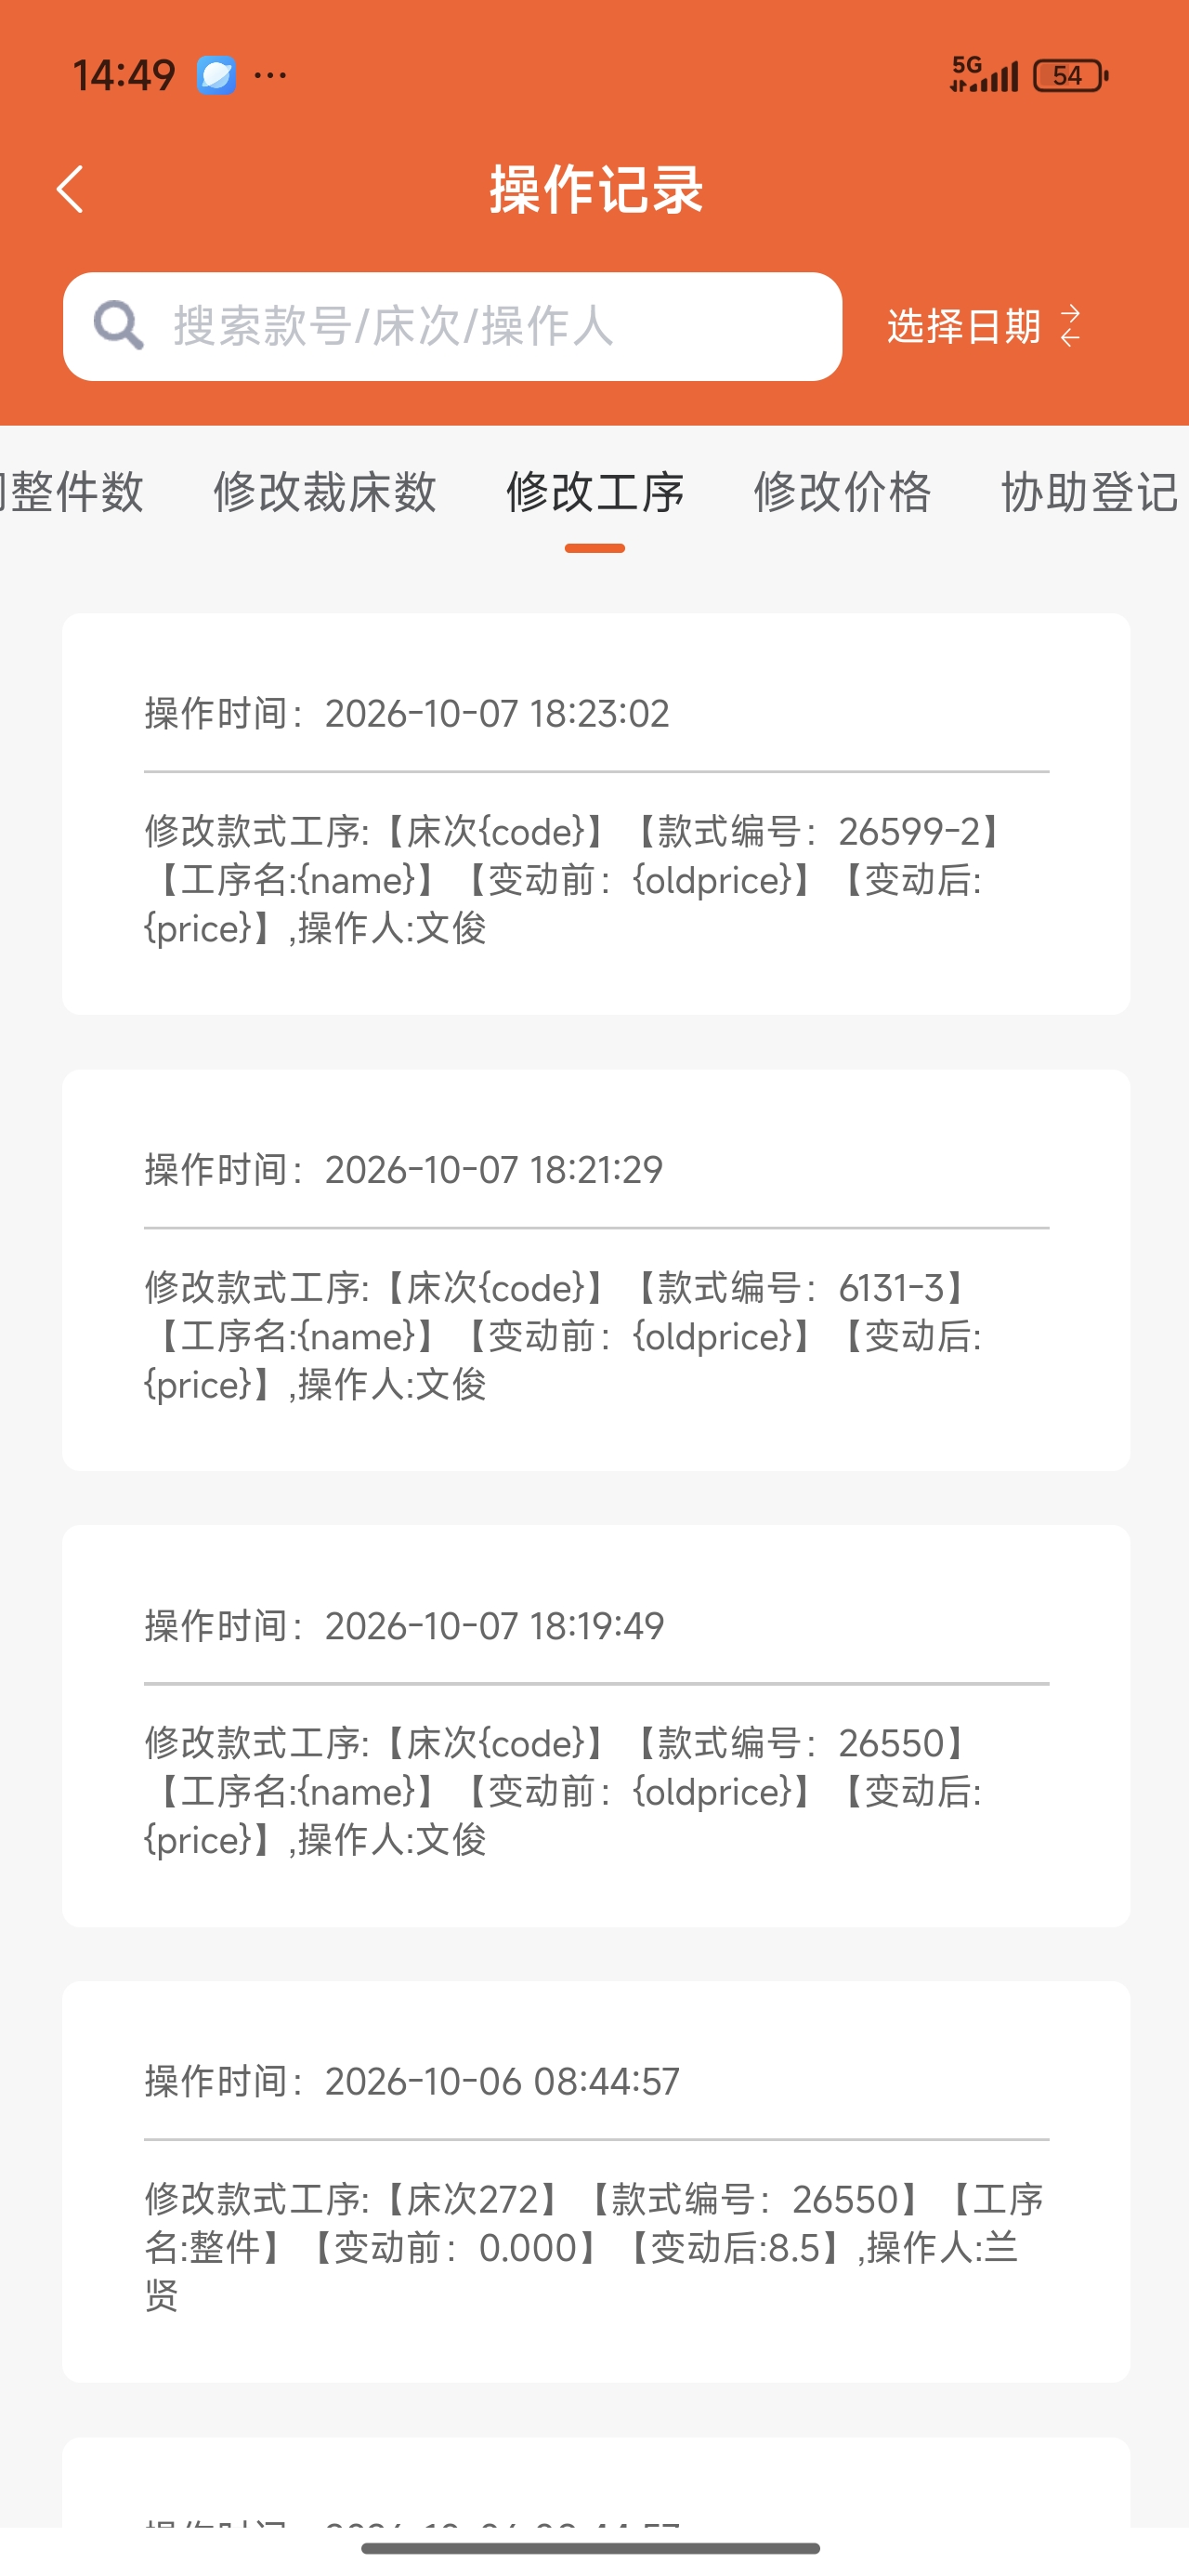 14:49 ... 5G 54
操作记录
搜索款号/床次/操作人 选择日期
整件数 修改裁床数 修改工序 修改价格 协助登记
操作时间：2026-10-07 18:23:02
修改款式工序:【床次{code}】【款式编号：26599-2】
【工序名:{name}】【变动前：{oldprice}】【变动后:
{price}】,操作人:文俊
操作时间：2026-10-07 18:21:29
修改款式工序:【床次{code}】【款式编号：6131-3】
【工序名:{name}】【变动前：{oldprice}】【变动后:
{price}】,操作人:文俊
操作时间：2026-10-07 18:19:49
修改款式工序:【床次{code}】【款式编号：26550】
【工序名:{name}】【变动前：{oldprice}】【变动后:
{price}】,操作人:文俊
操作时间：2026-10-06 08:44:57
修改款式工序:【床次272】【款式编号：26550】【工序
名:整件】【变动前：0.000】【变动后:8.5】,操作人:兰
贤